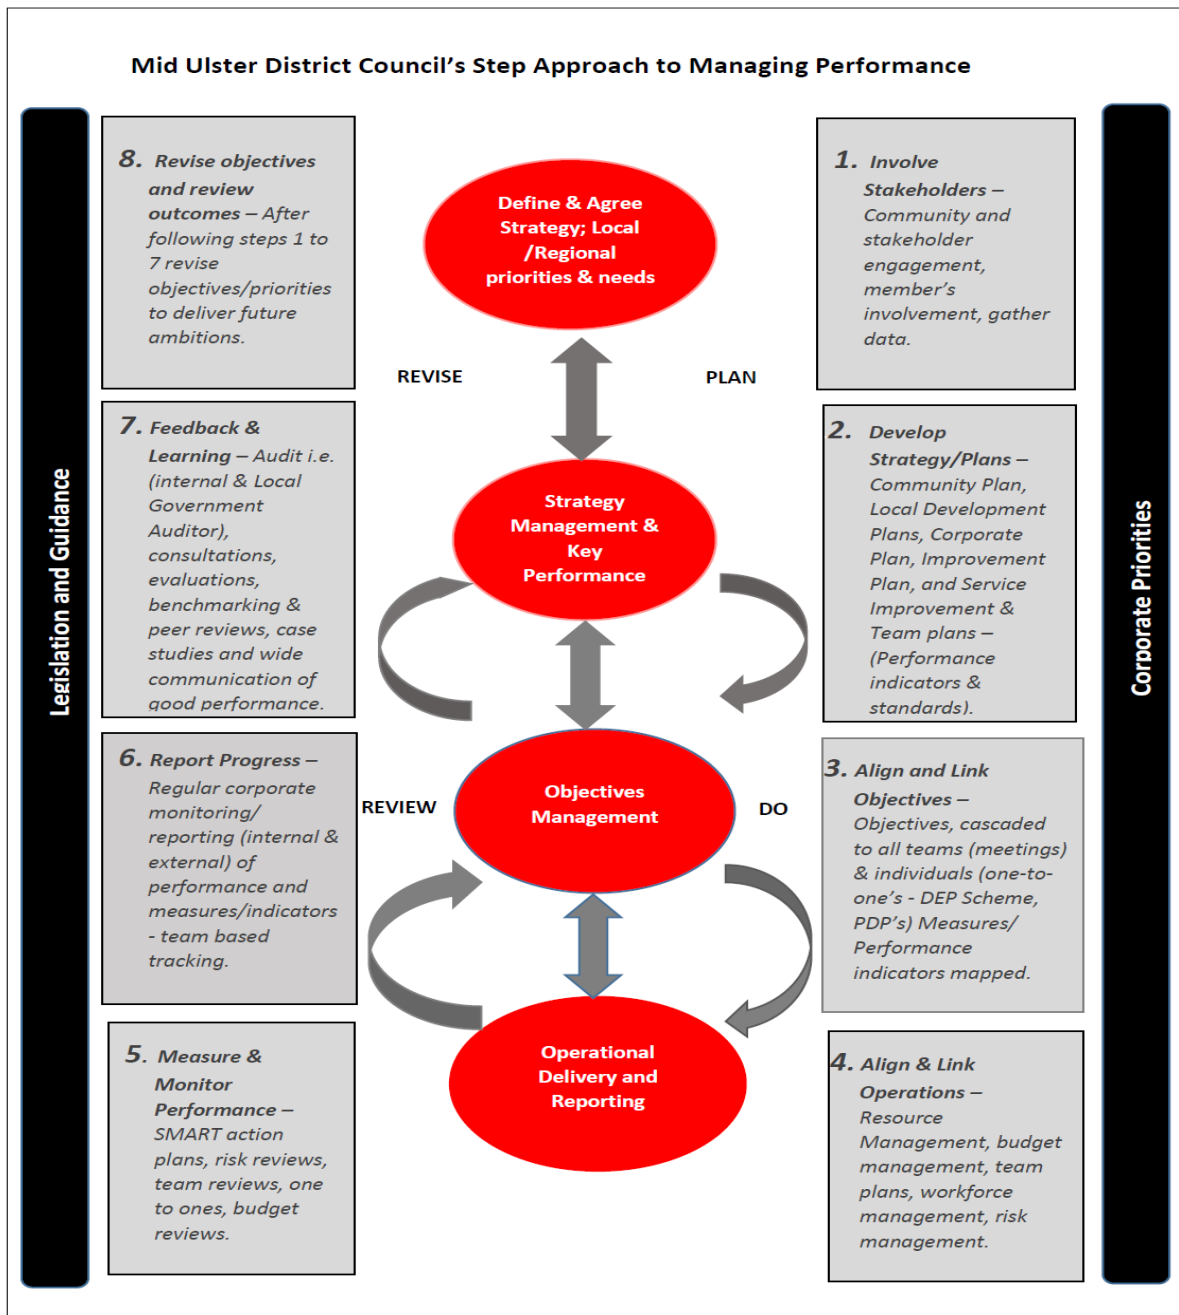 Mid Ulster District Council's Step Approach to Managing Performance
Legislation and Guidance
8. Revise objectives
and review
outcomes – After
following steps 1 to
7 revise
objectives/priorities
to deliver future
ambitions.
7. Feedback &
Learning – Audit i.e.
(internal & Local
Government
Auditor),
consultations,
evaluations,
benchmarking &
peer reviews, case
studies and wide
communication of
good performance.
6. Report Progress –
Regular corporate
monitoring/
reporting (internal &
external) of
performance and
measures/indicators
- team based
tracking.
5. Measure &
Monitor
Performance –
SMART action
plans, risk reviews,
team reviews, one
to ones, budget
reviews.
Define & Agree
Strategy; Local
/Regional
priorities & needs
REVISE
PLAN
Strategy
Management &
Key
Performance
REVIEW
Objectives
Management
DO
Operational
Delivery and
Reporting
1. Involve
Stakeholders –
Community and
stakeholder
engagement,
member's
involvement, gather
data.
2. Develop
Strategy/Plans –
Community Plan,
Local Development
Plans, Corporate
Plan, Improvement
Plan, and Service
Improvement &
Team plans –
(Performance
indicators &
standards).
3. Align and Link
Objectives –
Objectives, cascaded
to all teams (meetings)
& individuals (one-to-
one's - DEP Scheme,
PDP's) Measures/
Performance
indicators mapped.
4. Align & Link
Operations –
Resource
Management, budget
management, team
plans, workforce
management, risk
management.
Corporate Priorities